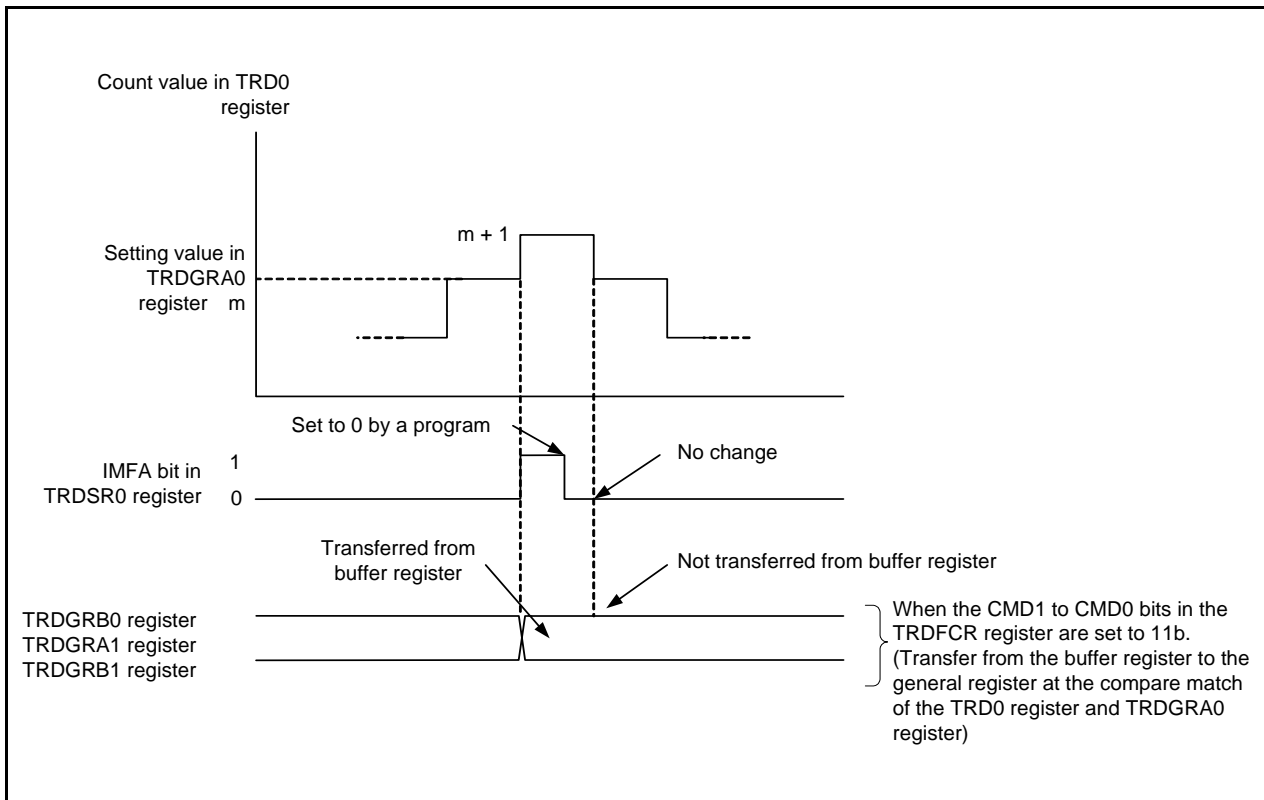 Count value in TRD0
register
m + 1
Setting value in
TRDGRA0
register m
Set to 0 by a program
No change
IMFA bit in
TRDSR0 register
1
0
Transferred from
buffer register
Not transferred from buffer register
TRDGRB0 register
TRDGRA1 register
TRDGRB1 register
When the CMD1 to CMD0 bits in the
TRDFCR register are set to 11b.
(Transfer from the buffer register to the
general register at the compare match
of the TRD0 register and TRDGRA0
register)